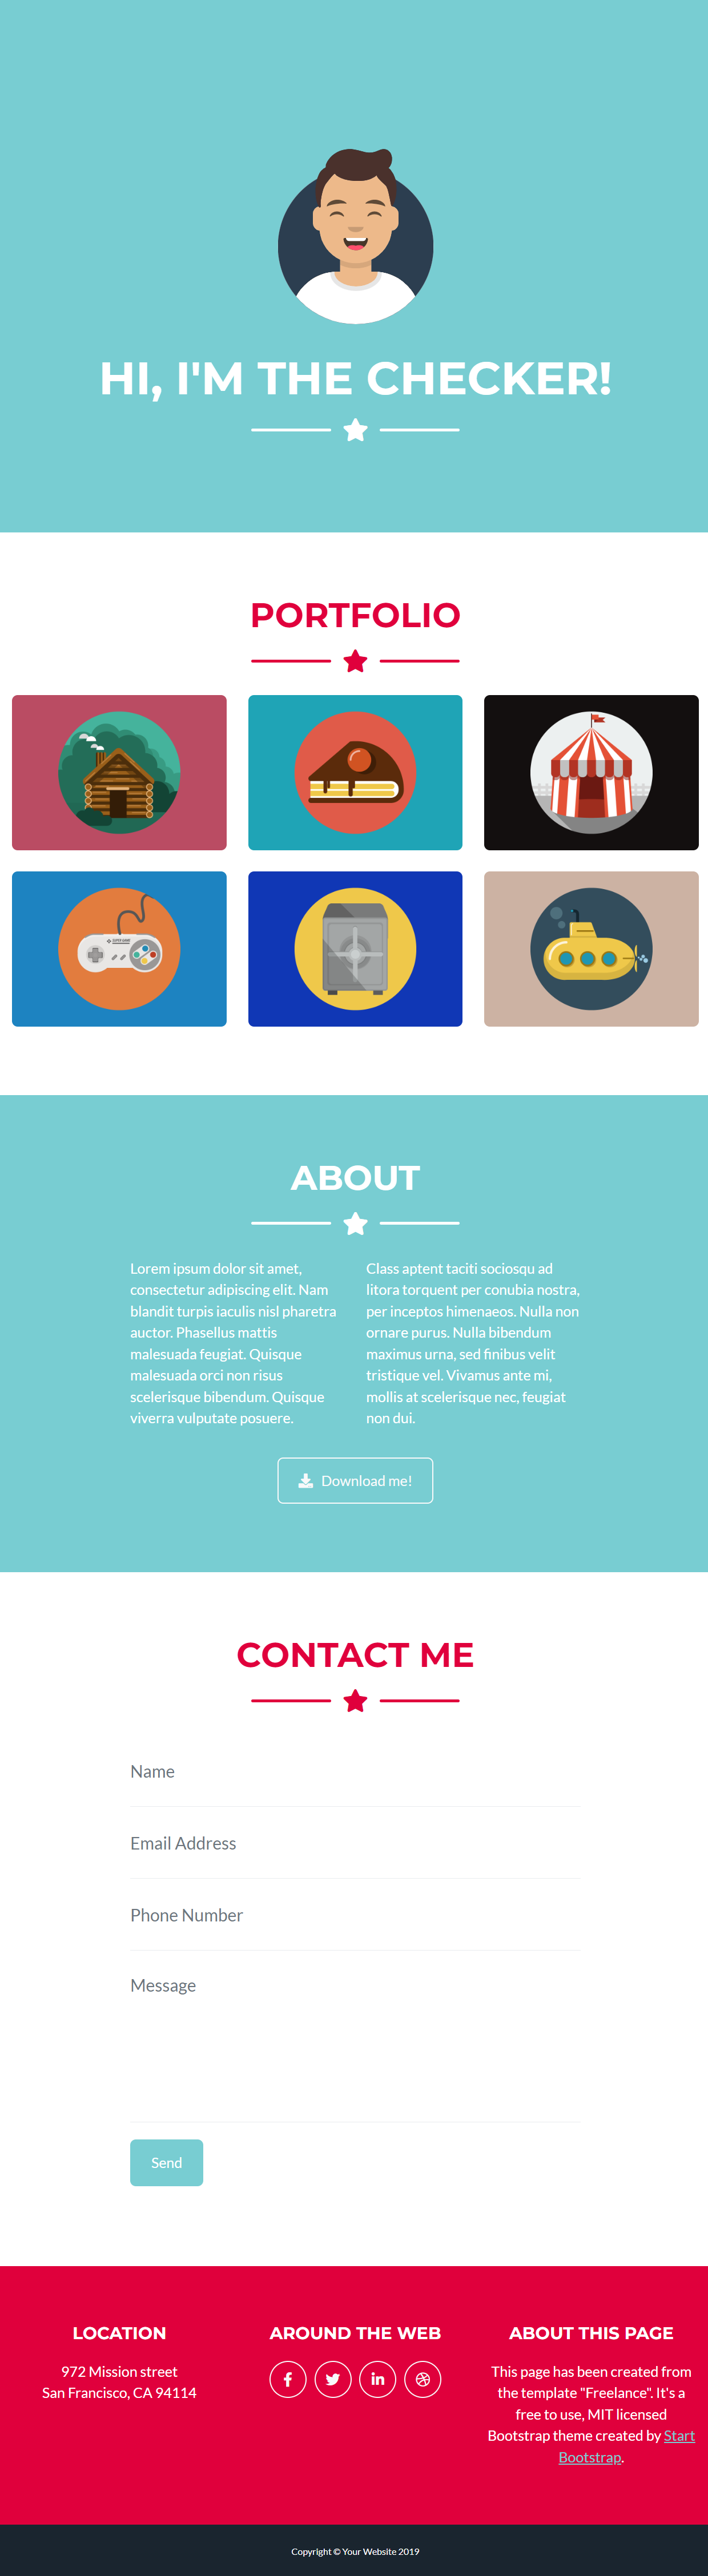 HI, I'M THE CHECKER!
PORTFOLIO
SUPER GAME
ABOUT
Lorem ipsum dolor sit amet,
consectetur adipiscing elit. Nam
blandit turpis iaculis nisl pharetra
auctor. Phasellus mattis
malesuada feugiat. Quisque
malesuada orci non risus
scelerisque bibendum. Quisque
viverra vulputate posuere.
Class aptent taciti sociosqu ad
litora torquent per conubia nostra,
per inceptos himenaeos. Nulla non
ornare purus. Nulla bibendum
maximus urna, sed finibus velit
tristique vel. Vivamus ante mi,
mollis at scelerisque nec, feugiat
non dui.
Download me!
CONTACT ME
Name
Email Address
Phone Number
Message
Send
LOCATION
972 Mission street
San Francisco, CA 94114
AROUND THE WEB
ABOUT THIS PAGE
This page has been created from
the template "Freelance". It's a
free to use, MIT licensed
Bootstrap theme created by Start
Bootstrap.
Copyright © Your Website 2019